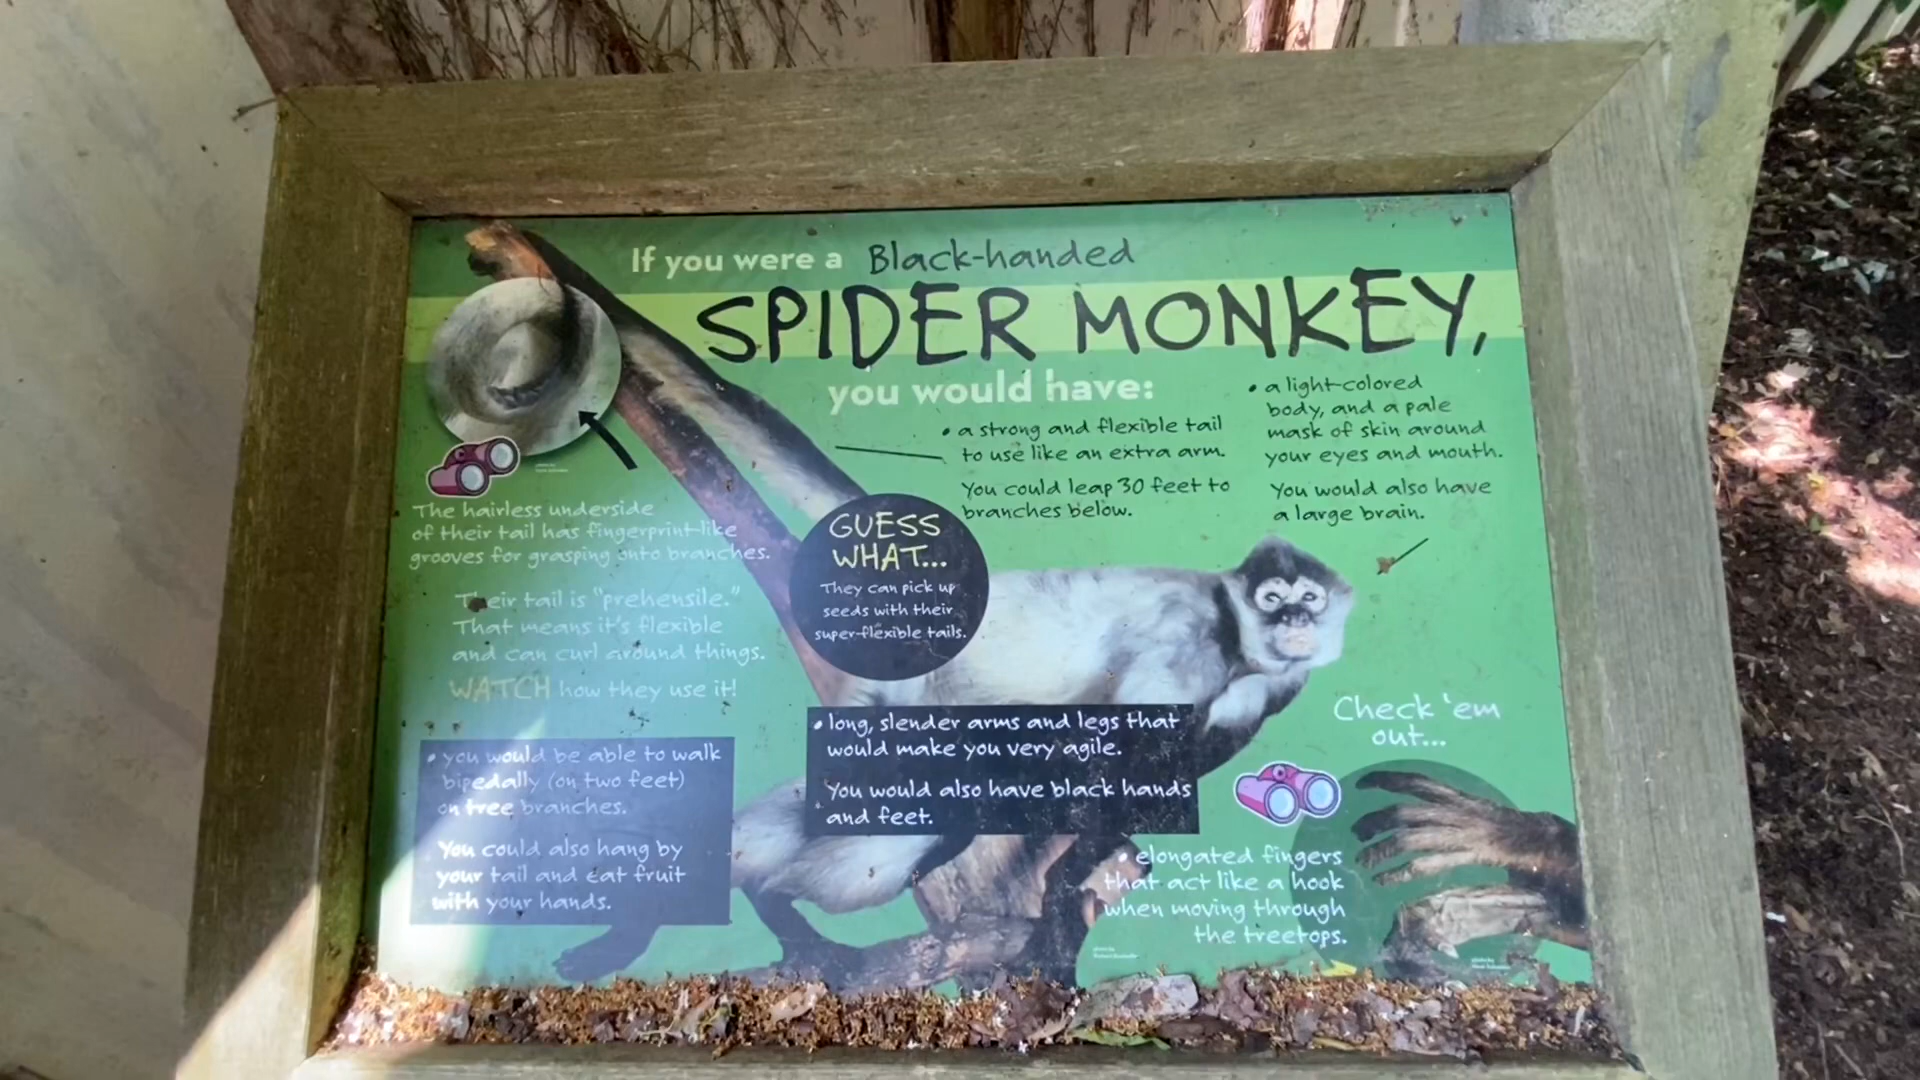 If you were a Black-handed
SPIDER MONKEY,
you would have:
• a strong and flexible tail
to use like an extra arm.
You could leap 30 feet to
branches below.
• a light-colored
body, and a pale
mask of skin around
your eyes and mouth.
You would also have
a large brain.
The hairless underside
of their tail has fingerprint-like
grooves for grasping onto branches.
Their tail is "prehensile."
That means it's flexible
and can curl around things.
WATCH how they use it!
GUESS
WHAT...
They can pick up
seeds with their
super-flexible tails.
• you would be able to walk
bipedally (on two feet)
on tree branches.
You could also hang by
your tail and eat fruit
with your hands.
• long, slender arms and legs that
would make you very agile.
You would also have black hands
and feet.
Check 'em
out...
• elongated fingers
that act like a hook
when moving through
the treetops.